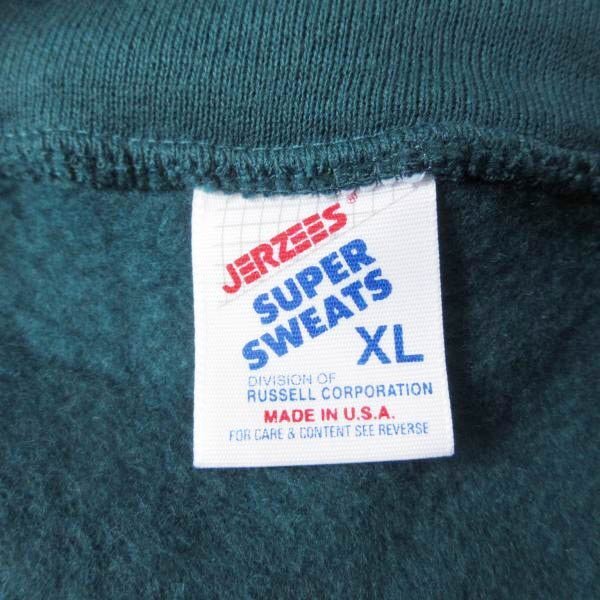 JERZEES®
SUPER
SWEATS
XL
DIVISION OF
RUSSELL CORPORATION
MADE IN U.S.A.
FOR CARE & CONTENT SEE REVERSE